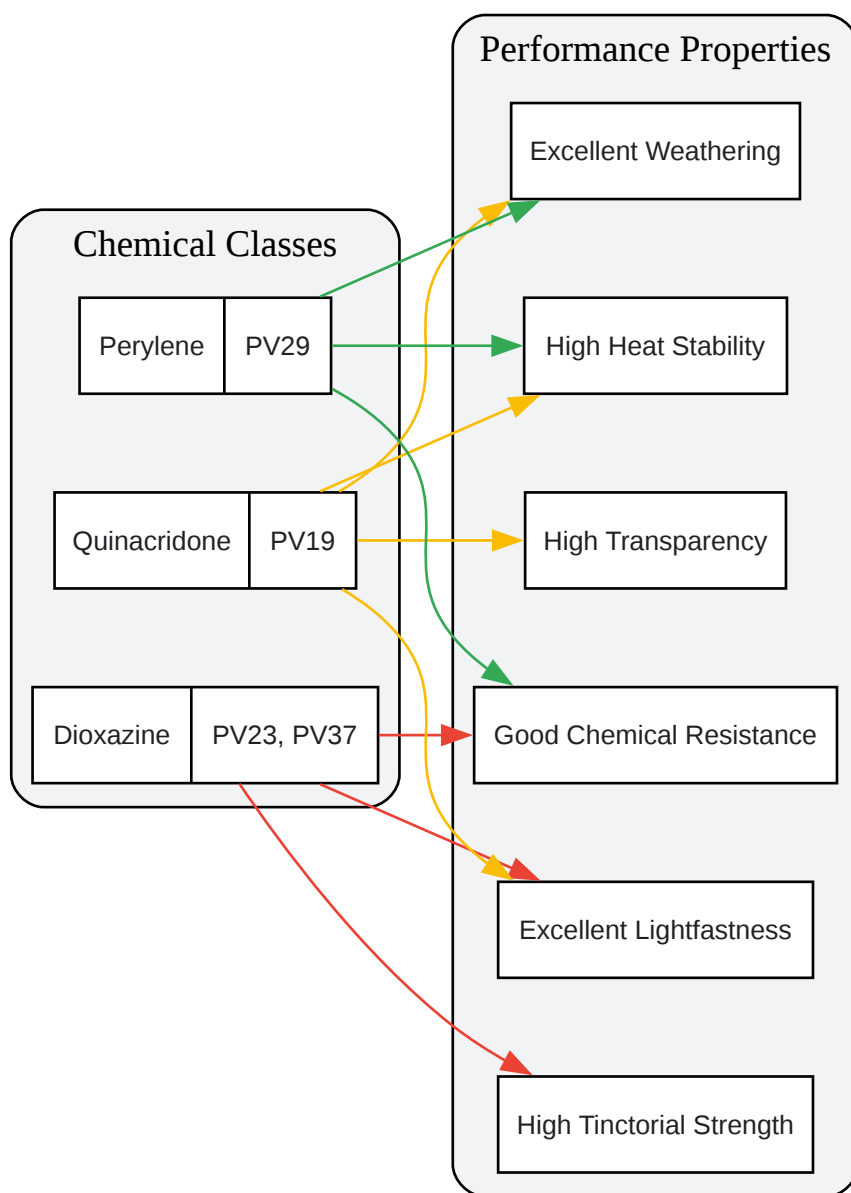 Performance Properties
Excellent Weathering
Chemical Classes
Perylene PV29
High Heat Stability
Quinacridone PV19
High Transparency
Dioxazine PV23, PV37
Good Chemical Resistance
Excellent Lightfastness
High Tinctorial Strength